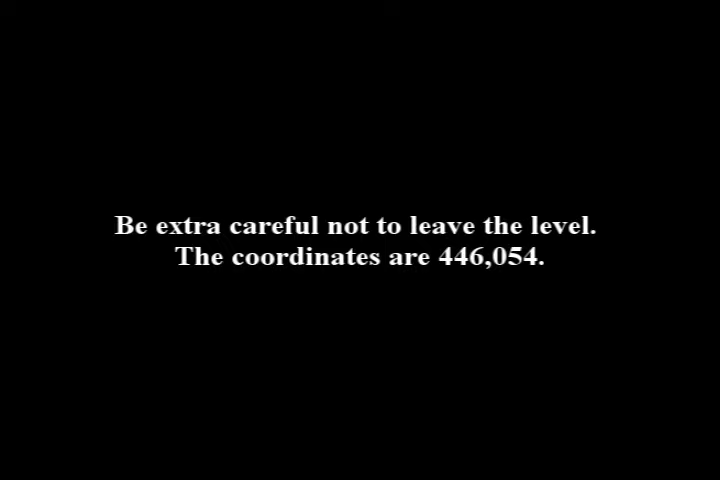 Be extra careful not to leave the level.
The coordinates are 446,054.